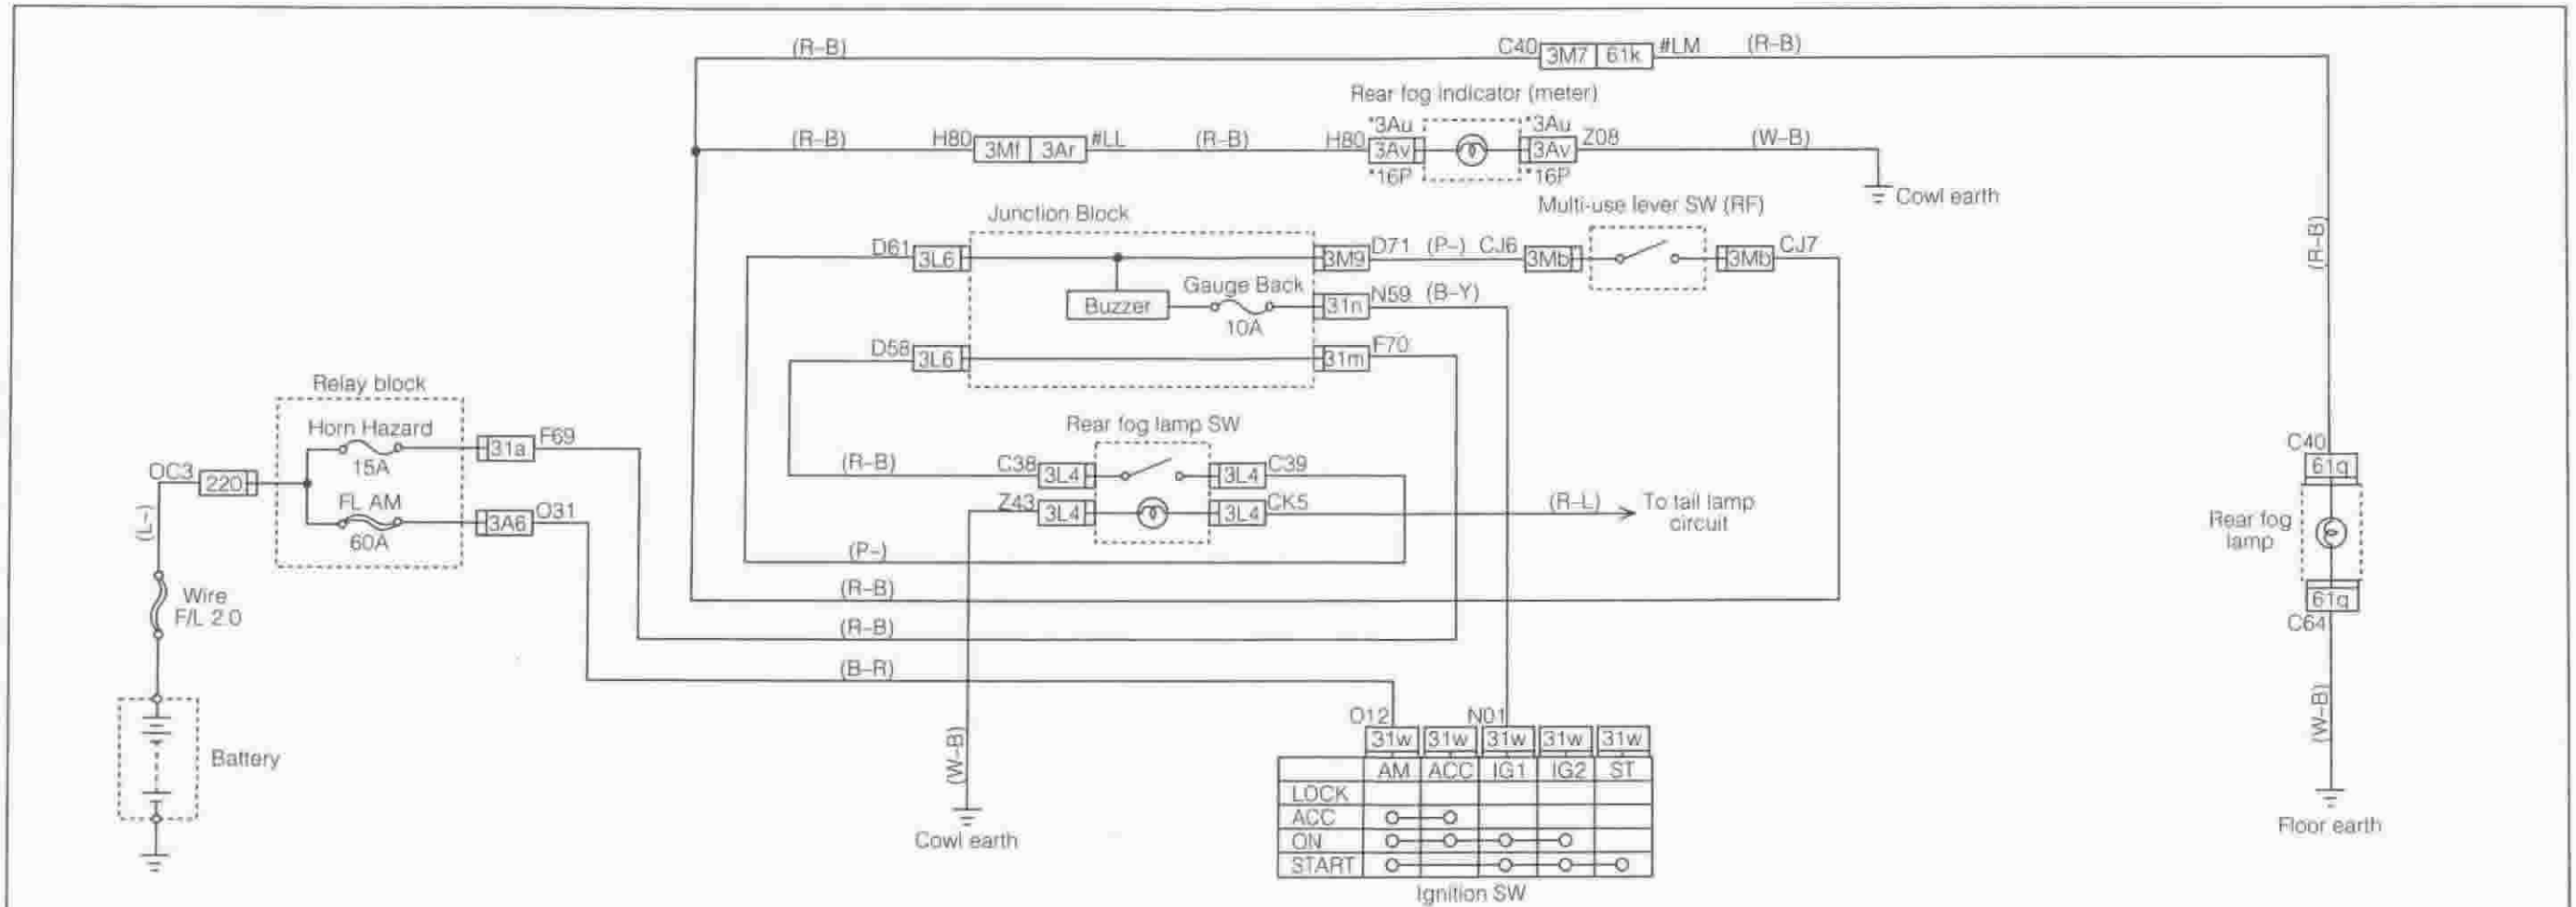 (R–B) C40 3M7 61k #LM (R–B)
Rear fog indicator (meter)
*3Au *3Au
(R–B) H80 3Mf 3Ar #LL (R–B) H80 3Av 3Av Z08 (W–B)
*16P *16P
Cowl earth
Junction Block
Multi-use lever SW (RF)
D61 3L6 3M9 D71 (P–) CJ6 3Mb 3Mb CJ7
(R–B)
Gauge Back
Buzzer 31n N59 (B–Y)
10A
D58 3L6 31m F70
Relay block
Horn Hazard
15A
31a F69
Rear fog lamp SW
OC3 220
(R–B) C38 3L4 3L4 C39
C40
61q
FL AM
60A
3A6 O31
Z43 3L4 3L4 CK5 (R–L) To tail lamp
circuit
Rear fog
lamp
(L–)
(P–)
(R–B)
61q
C64
Wire
F/L 2.0
(R–B)
(B–R)
Battery
(W–B)
Cowl earth
O12 N01
31w 31w 31w 31w 31w
AM ACC IG1 IG2 ST
LOCK
ACC
ON
START
Ignition SW
(W–B)
Floor earth